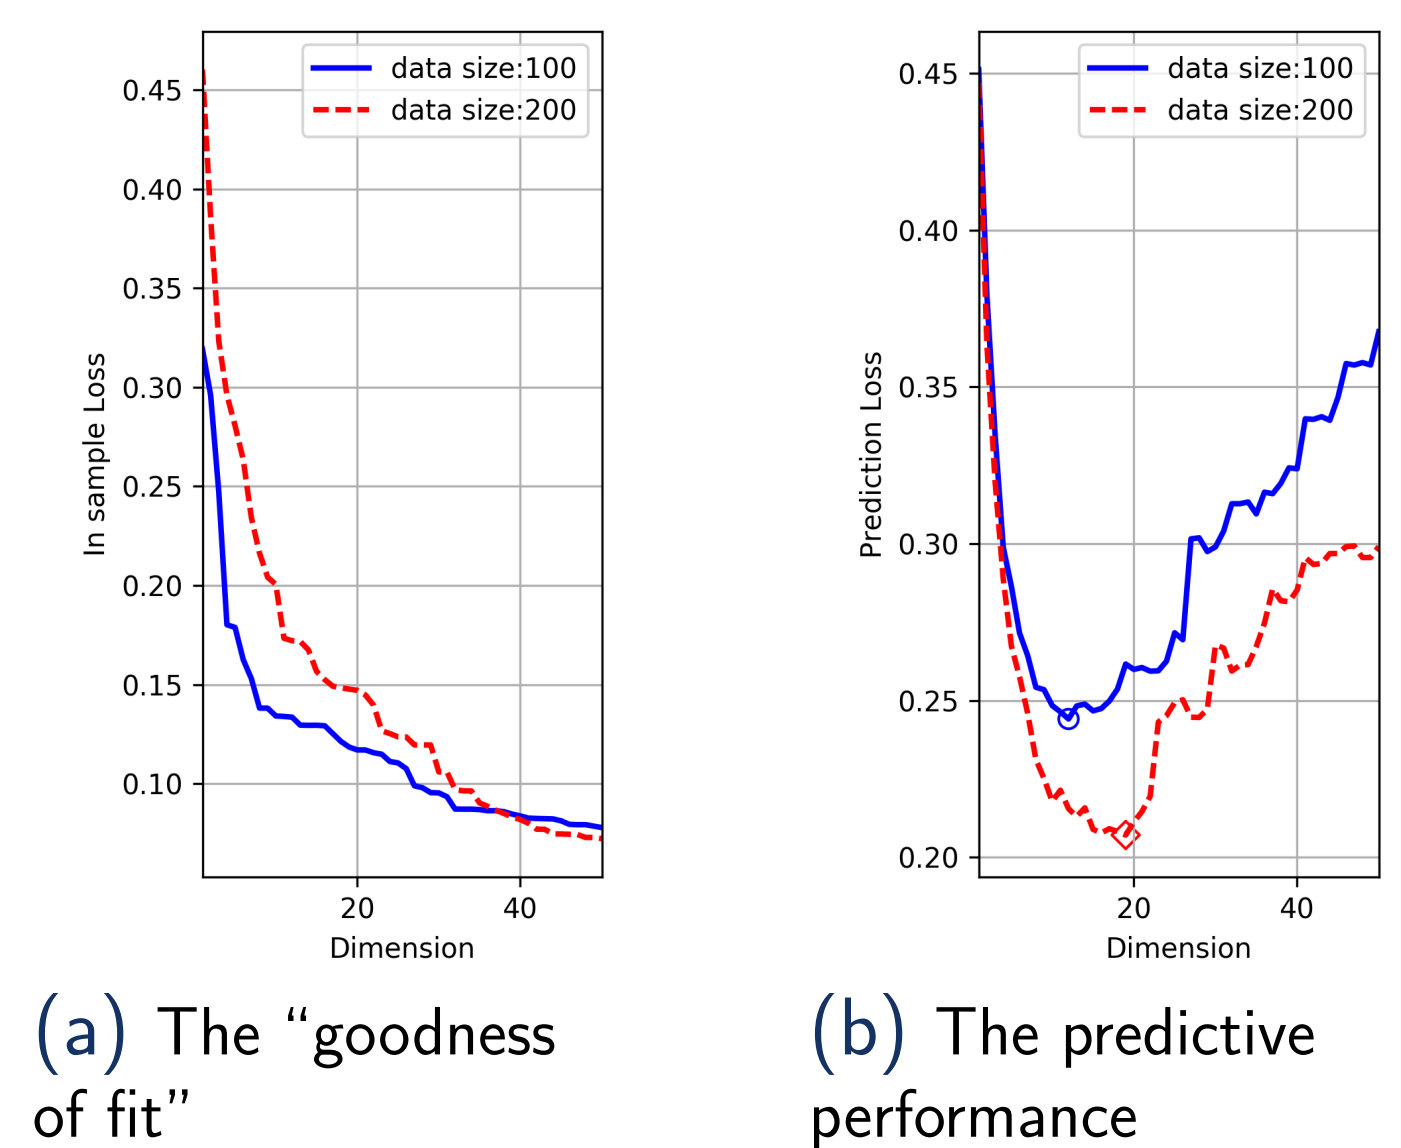 data size:100
data size:200
0.45
0.40
0.35
0.30
0.25
0.20
0.15
0.10
In sample Loss
20 40
Dimension
(a) The “goodness
of fit”
data size:100
data size:200
0.45
0.40
0.35
0.30
0.25
0.20
Prediction Loss
20 40
Dimension
(b) The predictive
performance